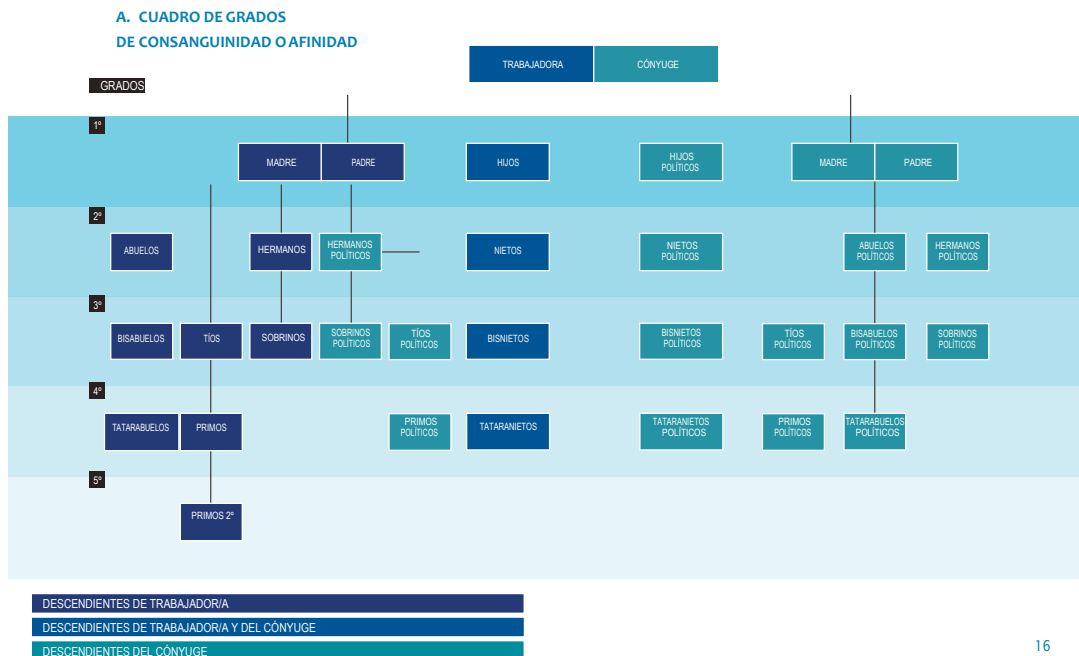 A. CUADRO DE GRADOS
DE CONSANGUINIDAD O AFINIDAD
TRABAJADORA
CÓNYUGE
GRADOS
1º
MADRE
PADRE
HIJOS
HIJOS
POLÍTICOS
MADRE
PADRE
2º
ABUELOS
HERMANOS
HERMANOS
POLÍTICOS
NIETOS
NIETOS
POLÍTICOS
ABUELOS
POLÍTICOS
HERMANOS
POLÍTICOS
3º
BISABUELOS
TÍOS
SOBRINOS
SOBRINOS
POLÍTICOS
TÍOS
POLÍTICOS
BISNIETOS
BISNIETOS
POLÍTICOS
TÍOS
POLÍTICOS
BISABUELOS
POLÍTICOS
SOBRINOS
POLÍTICOS
4º
TATARABUELOS
PRIMOS
PRIMOS
POLÍTICOS
TATARANIETOS
TATARANIETOS
POLÍTICOS
PRIMOS
POLÍTICOS
TATARABUELOS
POLÍTICOS
5º
PRIMOS 2º
DESCENDIENTES DE TRABAJADOR/A
DESCENDIENTES DE TRABAJADOR/A Y DEL CÓNYUGE
DESCENDIENTES DEL CÓNYUGE
16